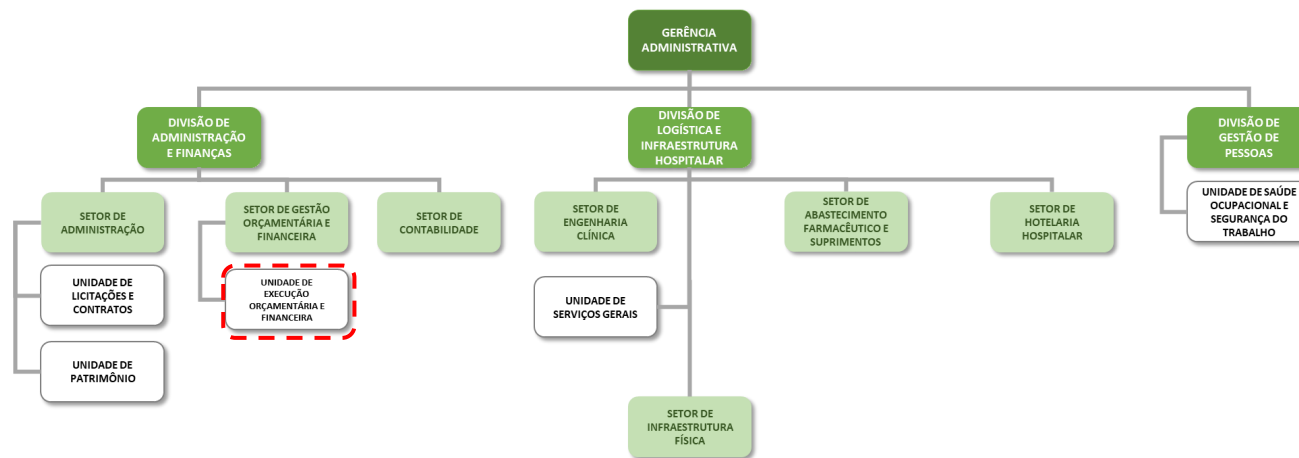 GERÊNCIA
ADMINISTRATIVA
DIVISÃO DE
ADMINISTRAÇÃO
E FINANÇAS
DIVISÃO DE
LOGÍSTICA E
INFRAESTRUTURA
HOSPITALAR
DIVISÃO DE
GESTÃO DE
PESSOAS
SETOR DE
ADMINISTRAÇÃO
SETOR DE GESTÃO
ORÇAMENTÁRIA E
FINANCEIRA
SETOR DE
CONTABILIDADE
SETOR DE
ENGENHARIA
CLÍNICA
SETOR DE
ABASTECIMENTO
FARMACÊUTICO E
SUPRIMENTOS
SETOR DE
HOTELARIA
HOSPITALAR
UNIDADE DE SAÚDE
OCUPACIONAL E
SEGURANÇA DO
TRABALHO
UNIDADE DE
LICITAÇÕES E
CONTRATOS
UNIDADE DE
EXECUÇÃO
ORÇAMENTÁRIA E
FINANCEIRA
UNIDADE DE
SERVIÇOS GERAIS
UNIDADE DE
PATRIMÔNIO
SETOR DE
INFRAESTRUTURA
FÍSICA